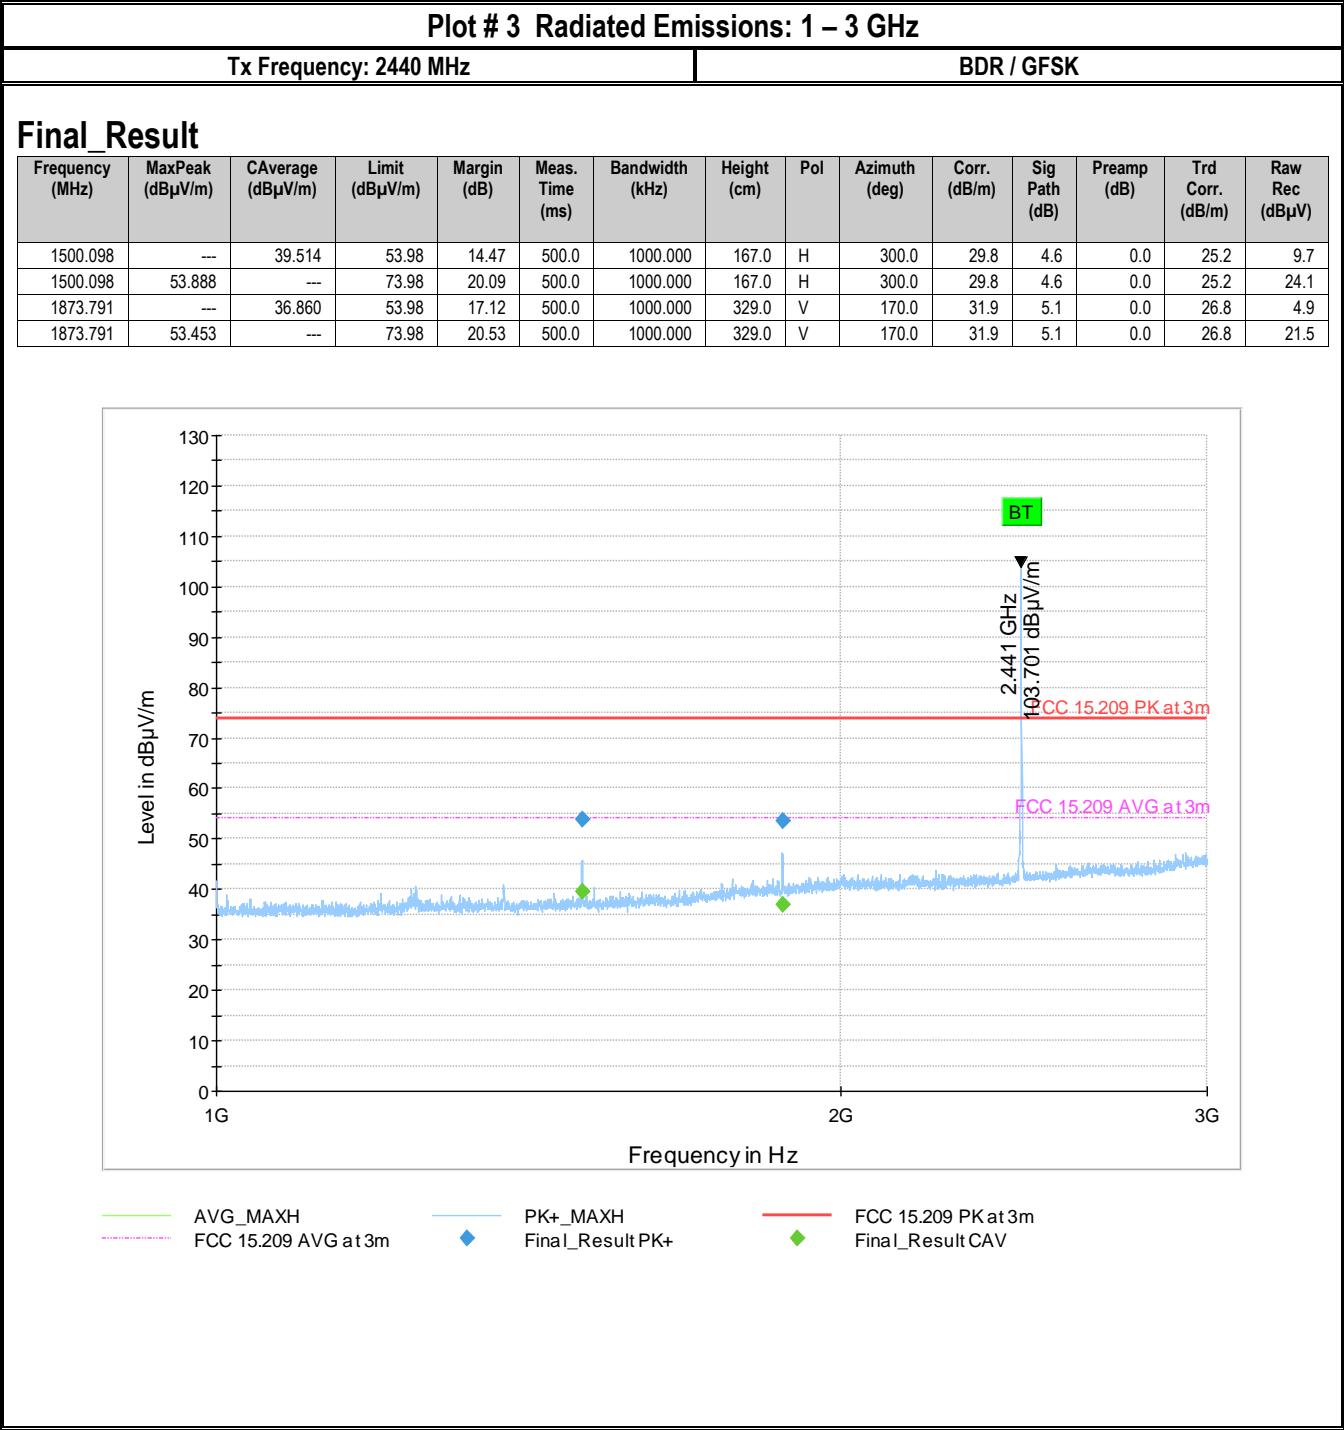 Plot # 3 Radiated Emissions: 1 – 3 GHz
Tx Frequency: 2440 MHz BDR / GFSK
Final_Result
Frequency (MHz) MaxPeak (dBµV/m) CAverage (dBµV/m) Limit (dBµV/m) Margin (dB) Meas. Time (ms) Bandwidth (kHz) Height (cm) Pol Azimuth (deg) Corr. (dB/m) Sig Path (dB) Preamp (dB) Trd Corr. (dB/m) Raw Rec (dBµV)
1500.098 --- 39.514 53.98 14.47 500.0 1000.000 167.0 H 300.0 29.8 4.6 0.0 25.2 9.7
1500.098 53.888 --- 73.98 20.09 500.0 1000.000 167.0 H 300.0 29.8 4.6 0.0 25.2 24.1
1873.791 --- 36.860 53.98 17.12 500.0 1000.000 329.0 V 170.0 31.9 5.1 0.0 26.8 4.9
1873.791 53.453 --- 73.98 20.53 500.0 1000.000 329.0 V 170.0 31.9 5.1 0.0 26.8 21.5
130
120
110
100
90
80
70
60
50
40
30
20
10
0
Level in dBµV/m
BT
2.441 GHz
103.701 dBµV/m
FCC 15.209 PK at 3m
FCC 15.209 AVG at 3m
1G 2G 3G
Frequency in Hz
AVG_MAXH PK+_MAXH FCC 15.209 PK at 3m
FCC 15.209 AVG at 3m Final_Result PK+ Final_Result CAV